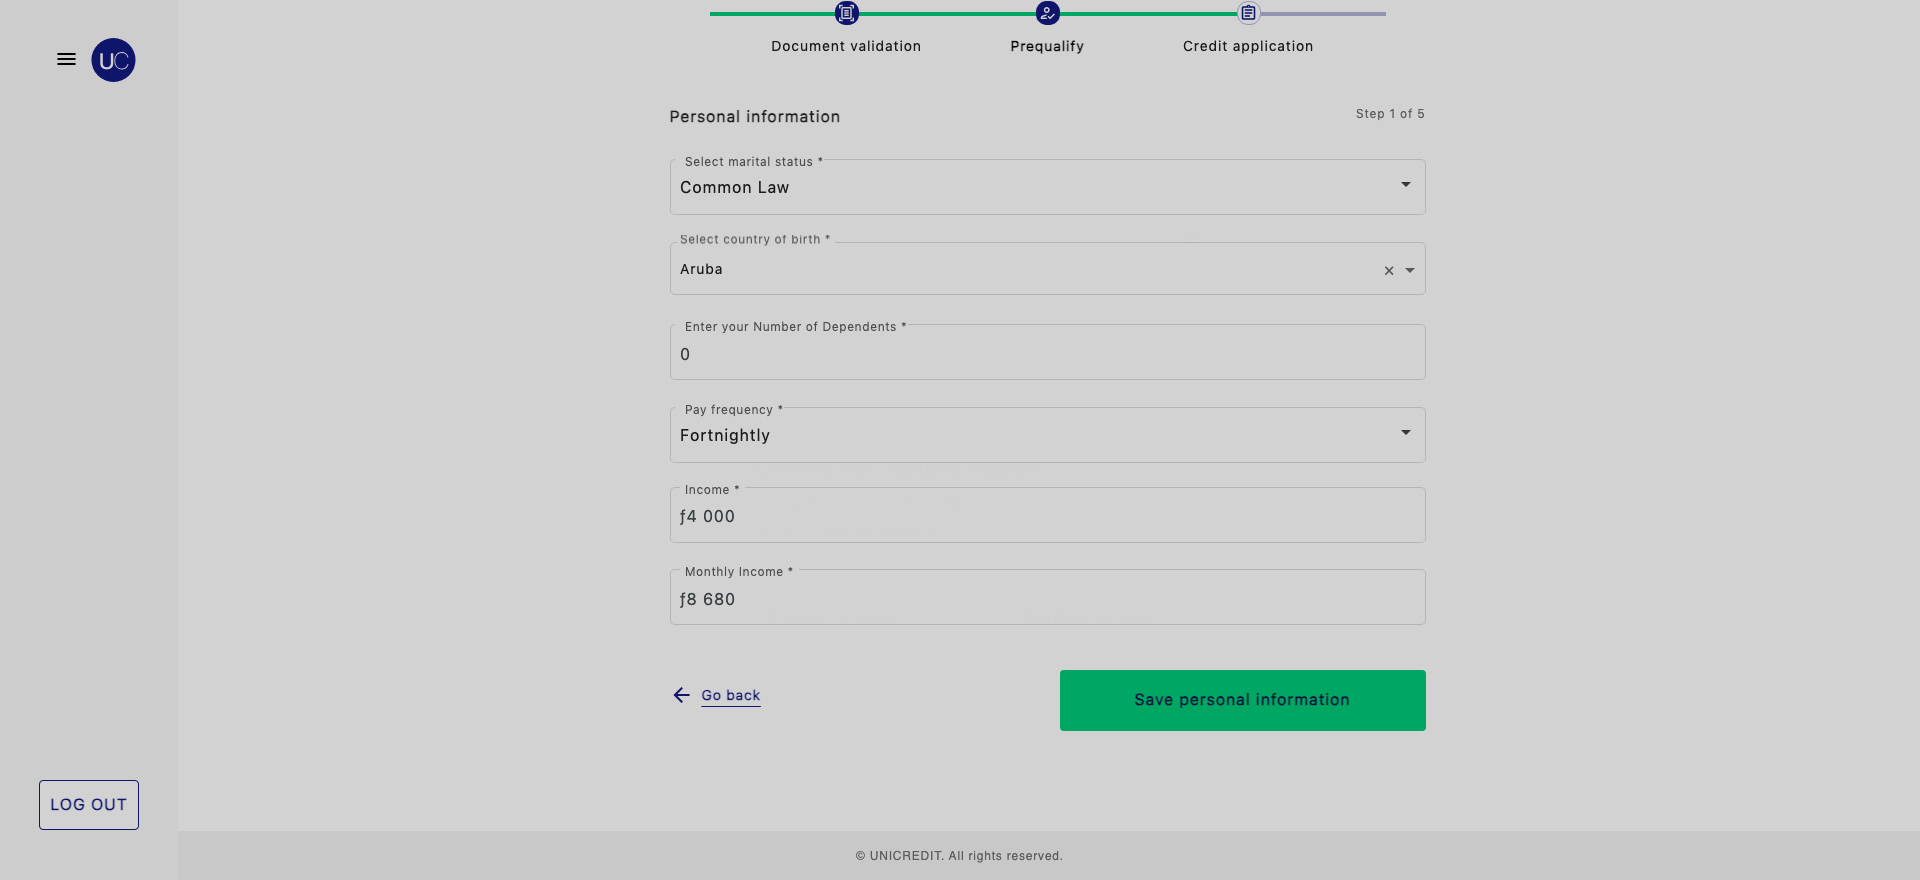 Document validation
Prequalify
Credit application
UC
Personal information
Step 1 of 5
Select marital status *
Common Law
Select country of birth *
Aruba
Enter your Number of Dependents *
0
Pay frequency *
Fortnightly
Income *
ƒ4 000
Monthly Income *
ƒ8 680
Go back
Save personal information
LOG OUT
© UNICREDIT. All rights reserved.